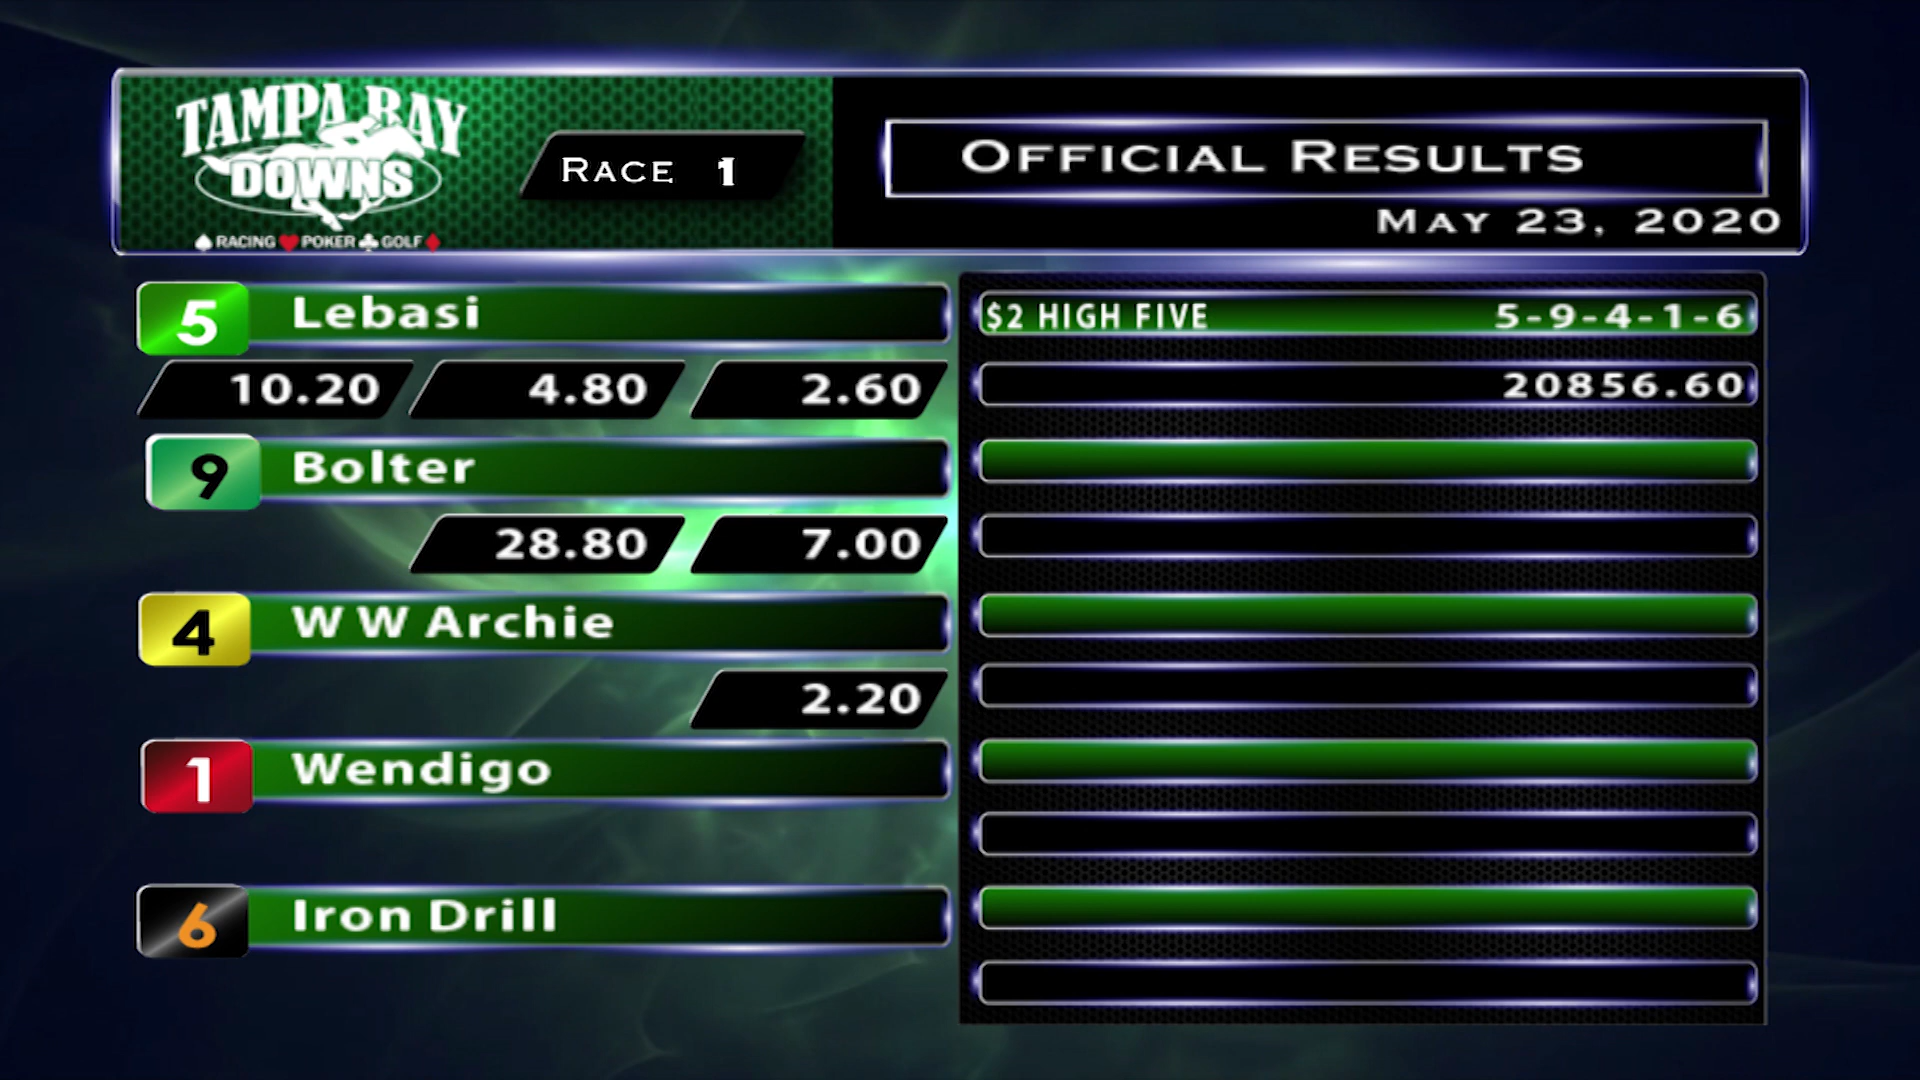 TAMPA BAY
DOWNS
RACING POKER GOLF
RACE 1
OFFICIAL RESULTS
MAY 23, 2020
5 Lebasi
10.20 4.80 2.60
9 Bolter
28.80 7.00
4 W W Archie
2.20
1 Wendigo
6 Iron Drill
$2 HIGH FIVE 5-9-4-1-6
20856.60